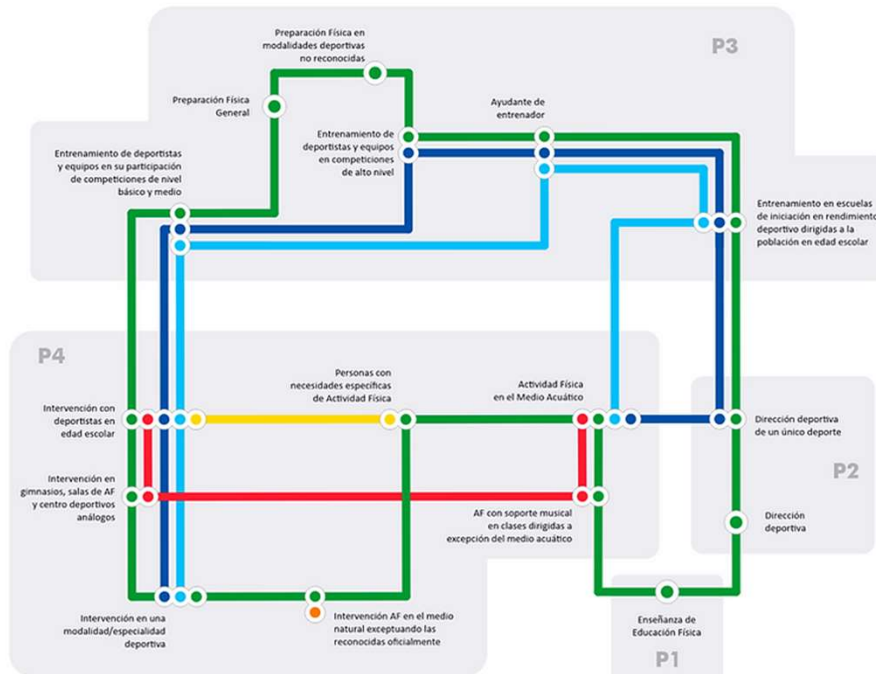 Preparación Física en
modalidades deportivas
no reconocidas
P3
Preparación Física
General
Ayudante de
entrenador
Entrenamiento de
deportistas y equipos
en competiciones
de alto nivel
Entrenamiento de deportistas
y equipos en su participación
de competiciones de nivel
básico y medio
Entrenamiento en escuelas
de iniciación en rendimiento
deportivo dirigidas a la
población en edad escolar
P4
Personas con
necesidades específicas
de Actividad Física
Actividad Física
en el Medio Acuático
Intervención con
deportistas en
edad escolar
Dirección deportiva
de un único deporte
P2
Intervención en
gimnasios, salas de AF
y centro deportivos
análogos
AF con soporte musical
en clases dirigidas a
excepción del medio acuático
Dirección
deportiva
Intervención en una
modalidad/especialidad
deportiva
Intervención AF en el medio
natural exceptuando las
reconocidas oficialmente
Enseñanza de
Educación Física
P1